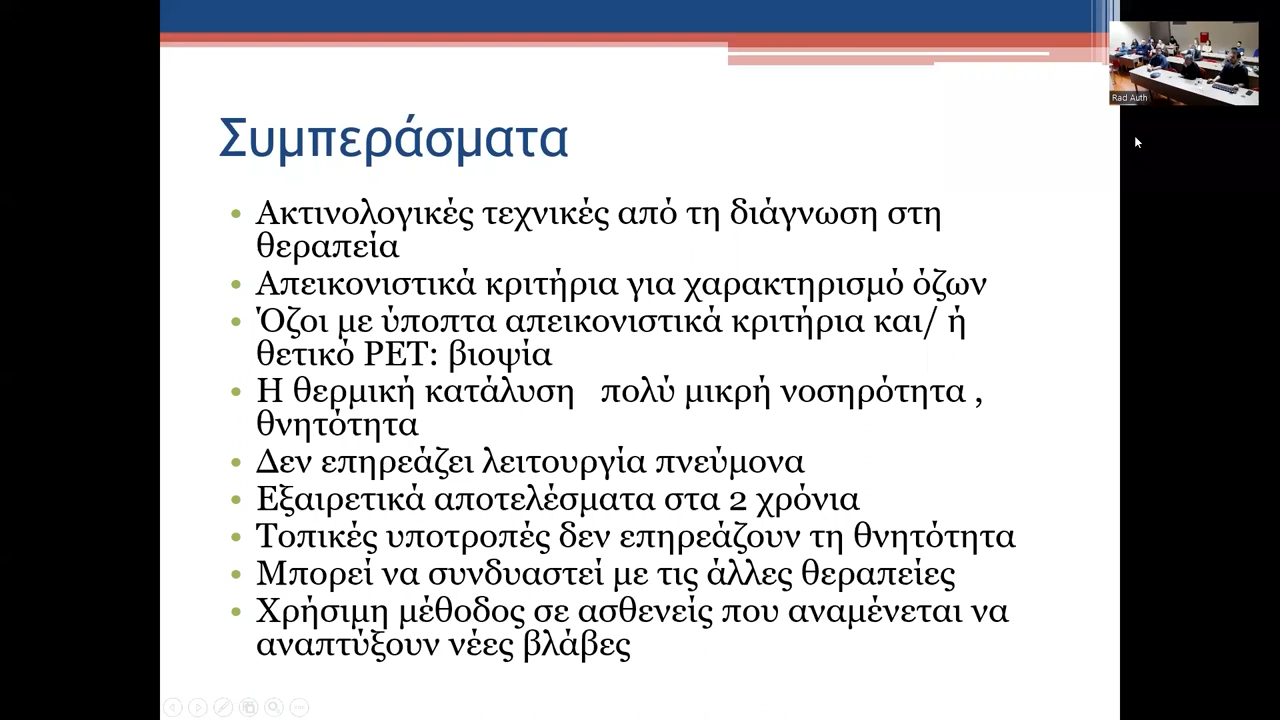 Rad Auth
Συμπεράσματα
• Ακτινολογικές τεχνικές από τη διάγνωση στη
θεραπεία
• Απεικονιστικά κριτήρια για χαρακτηρισμό όζων
• Όζοι με ύποπτα απεικονιστικά κριτήρια και/ ή
θετικό PET: βιοψία
• Η θερμική κατάλυση   πολύ μικρή νοσηρότητα ,
θνητότητα
• Δεν επηρεάζει λειτουργία πνεύμονα
• Εξαιρετικά αποτελέσματα στα 2 χρόνια
• Τοπικές υποτροπές δεν επηρεάζουν τη θνητότητα
• Μπορεί να συνδυαστεί με τις άλλες θεραπείες
• Χρήσιμη μέθοδος σε ασθενείς που αναμένεται να
αναπτύξουν νέες βλάβες